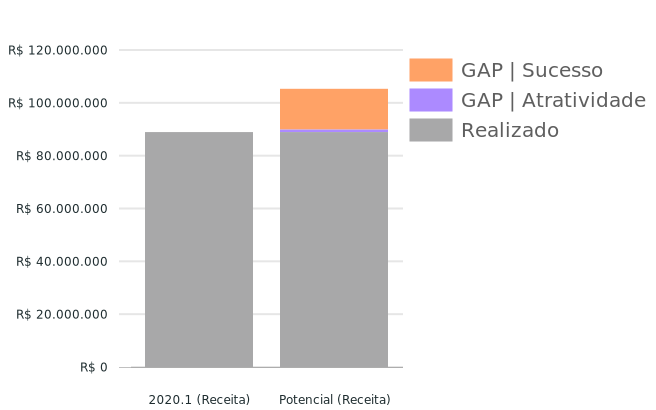 R$ 120.000.000
R$ 100.000.000
R$ 80.000.000
R$ 60.000.000
R$ 40.000.000
R$ 20.000.000
R$ 0
2020.1 (Receita)
Potencial (Receita)
GAP | Sucesso
GAP | Atratividade
Realizado